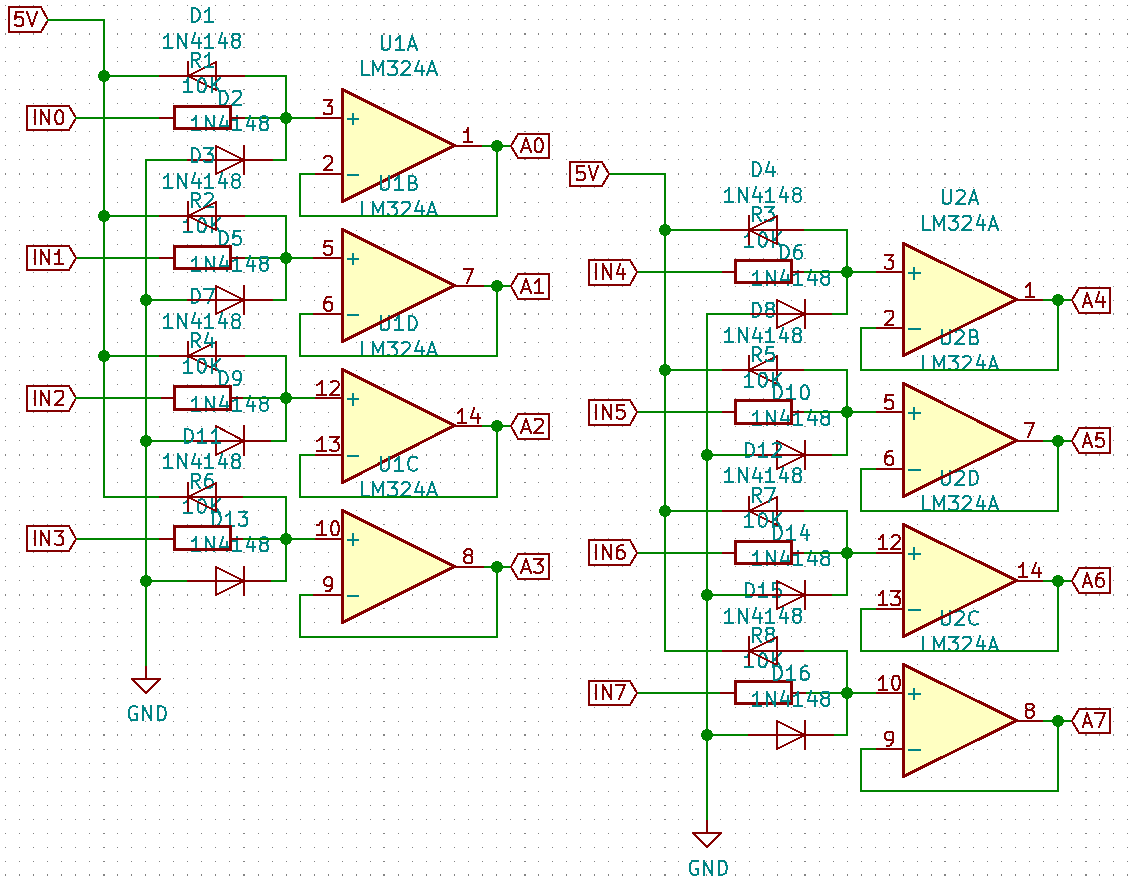 5V
D1
1N4148
R1
10K
IN0
D2
1N4148
U1A
LM324A
3
+
2
−
1
A0
D3
1N4148
R2
10K
IN1
D5
1N4148
U1B
LM324A
5
+
6
−
7
A1
D7
1N4148
R4
10K
IN2
D9
1N4148
U1D
LM324A
12
+
13
−
14
A2
D11
1N4148
R6
10K
IN3
D13
1N4148
U1C
LM324A
10
+
9
−
8
A3
GND
5V
D4
1N4148
R3
10K
IN4
D6
1N4148
U2A
LM324A
3
+
2
−
1
A4
D8
1N4148
R5
10K
IN5
D10
1N4148
U2B
LM324A
5
+
6
−
7
A5
D12
1N4148
R7
10K
IN6
D14
1N4148
U2D
LM324A
12
+
13
−
14
A6
D15
1N4148
R8
10K
IN7
D16
1N4148
U2C
LM324A
10
+
9
−
8
A7
GND